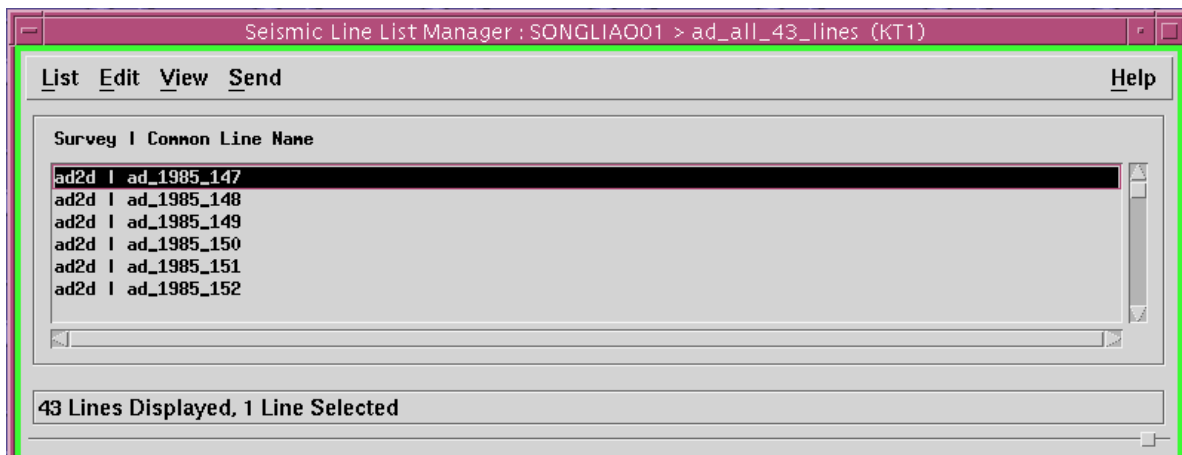 Seismic Line List Manager : SONGLIAO01 > ad_all_43_lines (KT1)
List Edit View Send Help
Survey | Common Line Name
ad2d | ad_1985_147
ad2d | ad_1985_148
ad2d | ad_1985_149
ad2d | ad_1985_150
ad2d | ad_1985_151
ad2d | ad_1985_152
43 Lines Displayed, 1 Line Selected